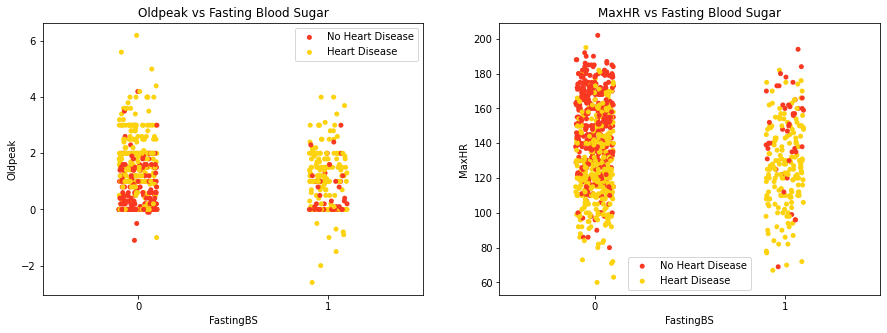 Oldpeak vs Fasting Blood Sugar
No Heart Disease
Heart Disease
6
4
2
0
−2
Oldpeak
0
1
FastingBS
MaxHR vs Fasting Blood Sugar
200
180
160
140
120
100
80
60
MaxHR
No Heart Disease
Heart Disease
0
1
FastingBS